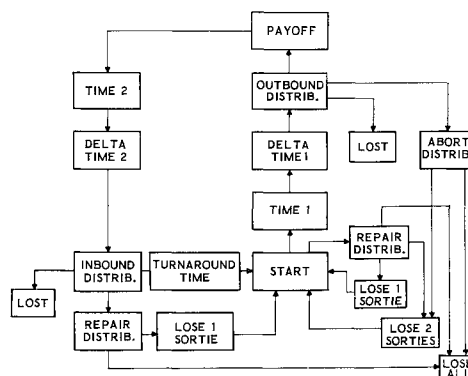 PAYOFF
TIME 2
OUTBOUND
DISTRIB.
DELTA
TIME 2
DELTA
TIME 1
LOST
ABORT
DISTRIB.
TIME 1
REPAIR
DISTRIB.
INBOUND
DISTRIB.
TURNAROUND
TIME
START
LOSE 1
SORTIE
LOST
REPAIR
DISTRIB.
LOSE 1
SORTIE
LOSE 2
SORTIES
LOSE
ALL